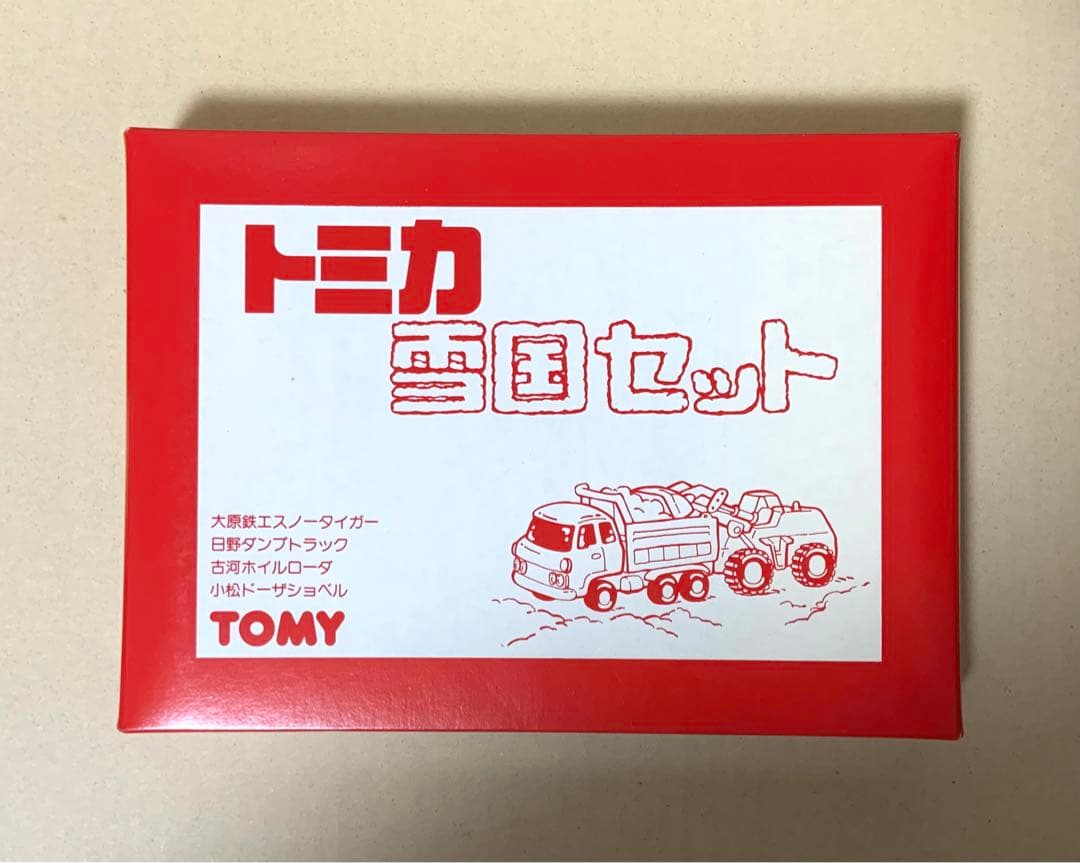 トミカ
雪国セット
大原鉄工スノータイガー
日野ダンプトラック
古河ホイルローダ
小松ドーザショベル
TOMY